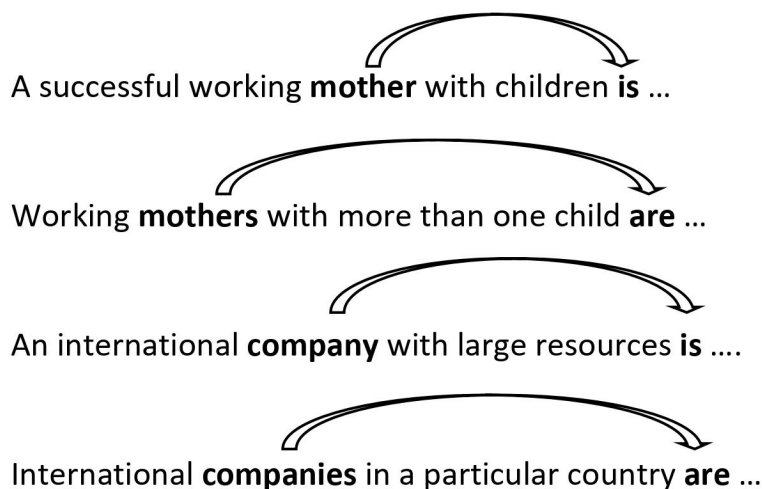 A successful working mother with children is ...
Working mothers with more than one child are ...
An international company with large resources is ....
International companies in a particular country are ...